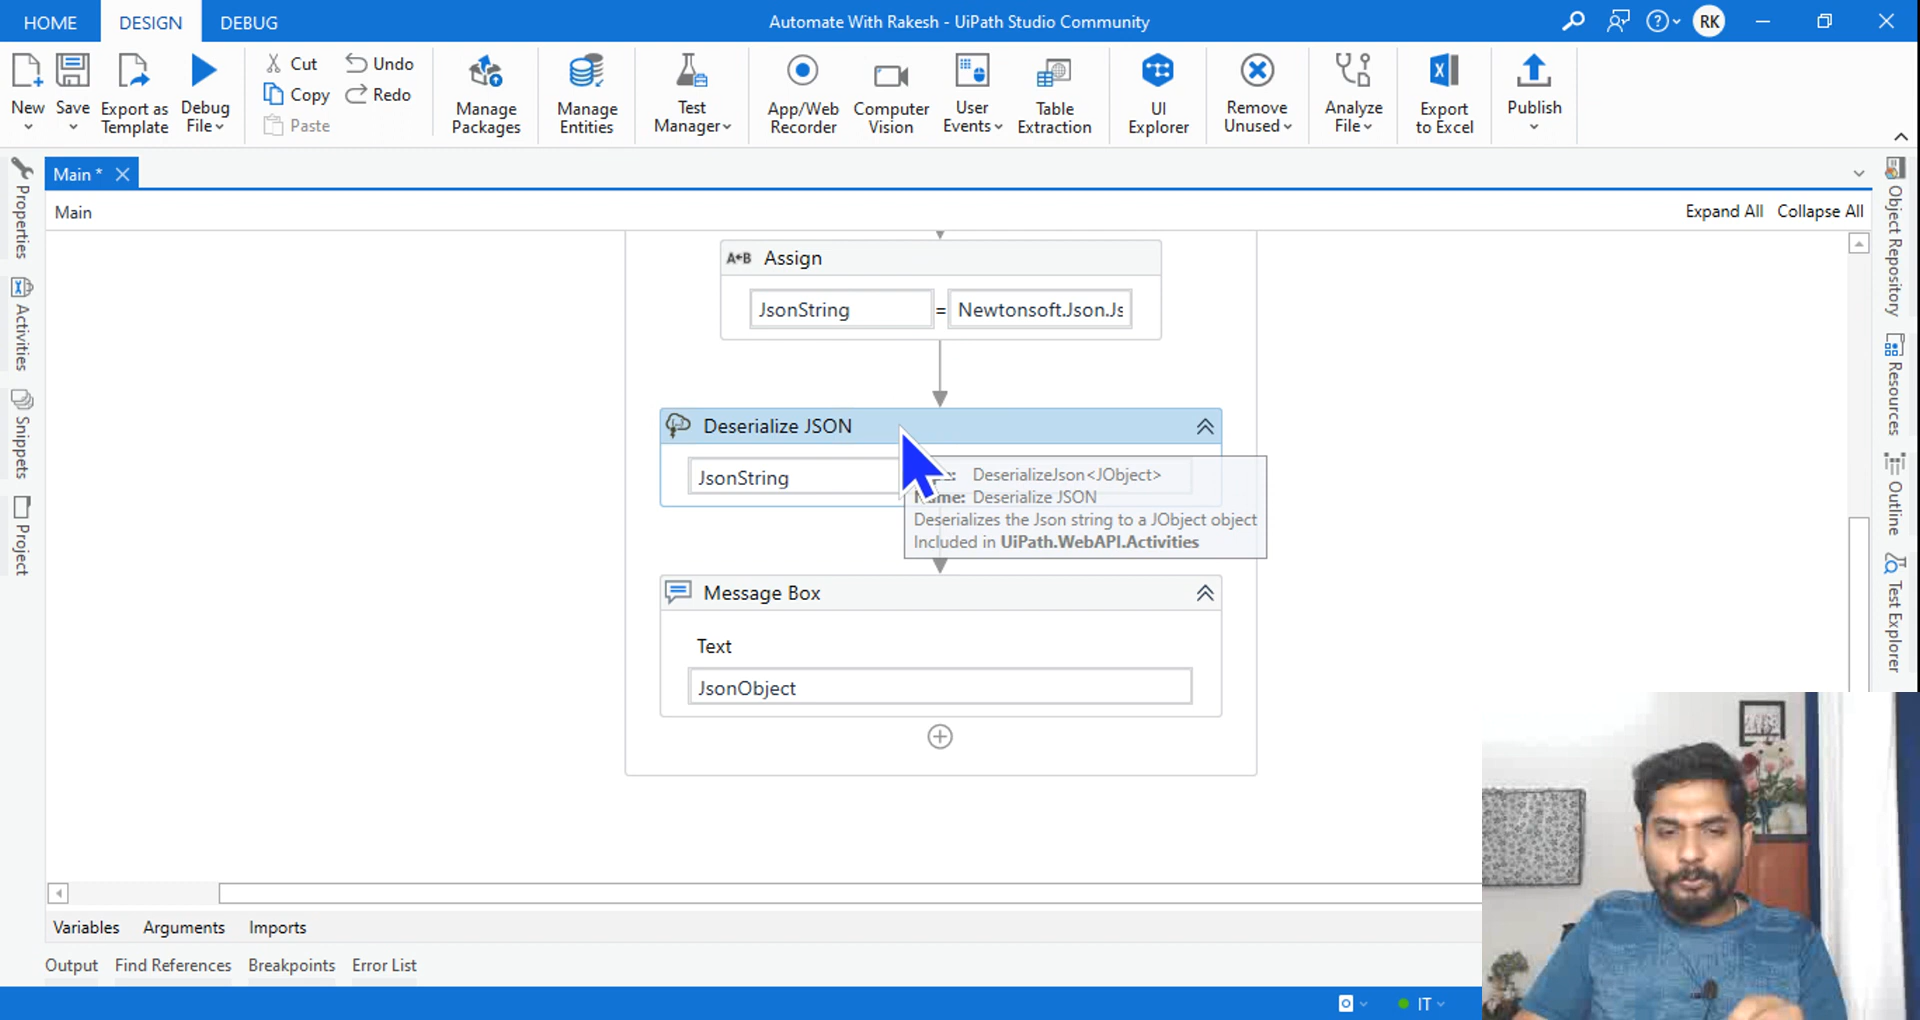 HOME DESIGN DEBUG
Automate With Rakesh - UiPath Studio Community
RK
New
Save
Export as
Template
Debug
File
Cut
Copy
Paste
Undo
Redo
Manage
Packages
Manage
Entities
Test
Manager
App/Web
Recorder
Computer
Vision
User
Events
Table
Extraction
UI
Explorer
Remove
Unused
Analyze
File
Export
to Excel
Publish
Main *
Main
Expand All Collapse All
Properties
Activities
Snippets
Project
Object Repository
Resources
Outline
Test Explorer
A←B Assign
JsonString = Newtonsoft.Json.Js
Deserialize JSON
JsonString
DeserializeJson<JObject>
Name: Deserialize JSON
Deserializes the Json string to a JObject object
Included in UiPath.WebAPI.Activities
Message Box
Text
JsonObject
Variables Arguments Imports
Output Find References Breakpoints Error List
IT